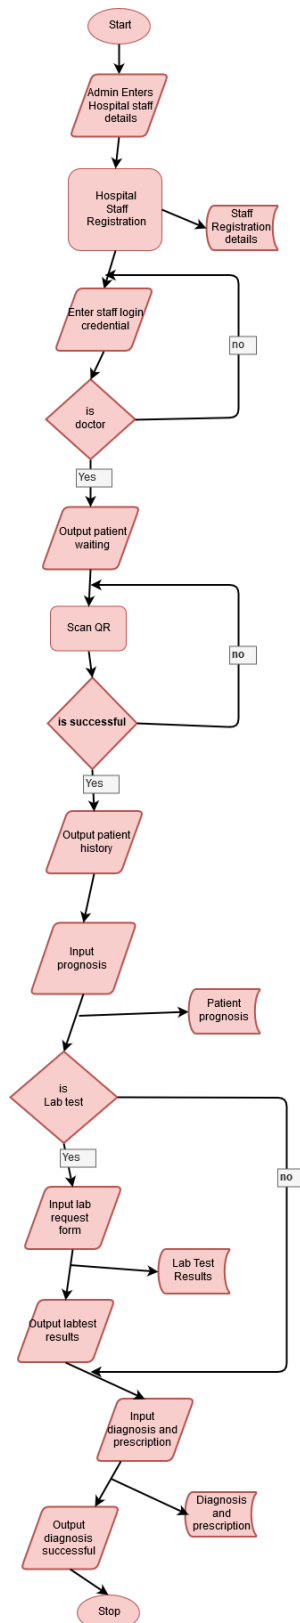 Start
Admin Enters
Hospital staff
details
Hospital
Staff
Registration
Staff
Registration
details
Enter staff login
credential
no
is
doctor
Yes
Output patient
waiting
Scan QR
no
is successful
Yes
Output patient
history
Input
prognosis
Patient
prognosis
is
Lab test
Yes
no
Input lab
request
form
Lab Test
Results
Output labtest
results
Input
diagnosis and
prescription
Diagnosis
and
prescription
Output
diagnosis
successful
Stop